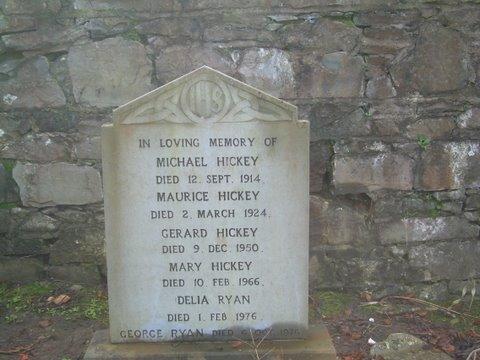 IHS
IN LOVING MEMORY OF
MICHAEL HICKEY
DIED 12. SEPT. 1914.
MAURICE HICKEY
DIED 2. MARCH 1924.
GERARD HICKEY
DIED 9. DEC. 1950.
MARY HICKEY
DIED 10. FEB. 1966.
DELIA RYAN
DIED 1. FEB 1976.
GEORGE RYAN DIED